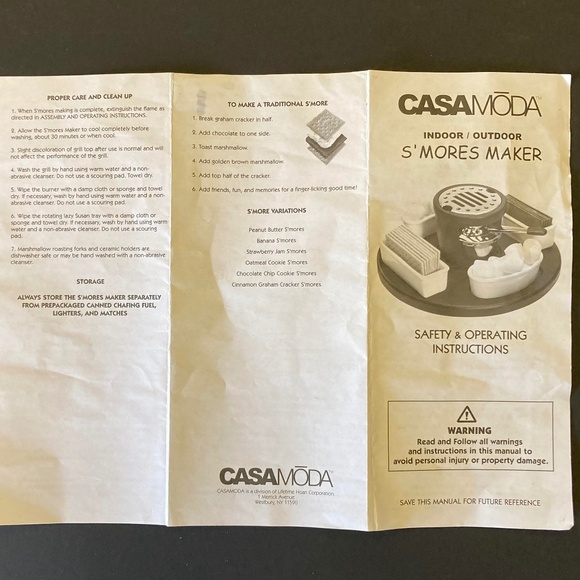 PROPER CARE AND CLEAN UP
1. When S'mores making is complete, extinguish the flame as
directed in ASSEMBLY AND OPERATING INSTRUCTIONS.
2. Allow the S'mores Maker to cool completely before
washing, about 30 minutes or when cool.
3. Slight discoloration of grill top after use is normal and will
not affect the performance of the grill.
4. Wash the grill by hand using warm water and a non-
abrasive cleanser. Do not use a scouring pad. Towel dry.
5. Wipe the burner with a damp cloth or sponge and towel
dry. If necessary, wash by hand using warm water and a non-
abrasive cleanser. Do not use a scouring pad.
6. Wipe the rotating lazy Susan tray with a damp cloth or
sponge and towel dry. If necessary, wash by hand using warm
water and a non-abrasive cleanser. Do not use a scouring
pad.
7. Marshmallow roasting forks and ceramic holders are
dishwasher safe or may be hand washed with a non-abrasive
cleanser.
STORAGE
ALWAYS STORE THE S'MORES MAKER SEPARATELY
FROM PREPACKAGED CANNED CHAFING FUEL,
LIGHTERS, AND MATCHES
TO MAKE A TRADITIONAL S'MORE
1. Break graham cracker in half.
2. Add chocolate to one side.
3. Toast marshmallow.
4. Add golden brown marshmallow.
5. Add top half of the cracker.
6. Add friends, fun, and memories for a finger-licking good time!
S'MORE VARIATIONS
Peanut Butter S'mores
Banana S'mores
Strawberry Jam S'mores
Oatmeal Cookie S'mores
Chocolate Chip Cookie S'mores
Cinnamon Graham Cracker S'mores
CASAMŌDA
CASAMODA is a division of Lifetime Hoan Corporation
1 Merrick Avenue
Westbury, NY 11590
CASAMŌDA
INDOOR / OUTDOOR
S'MORES MAKER
SAFETY & OPERATING
INSTRUCTIONS
WARNING
Read and Follow all warnings
and instructions in this manual to
avoid personal injury or property damage.
SAVE THIS MANUAL FOR FUTURE REFERENCE